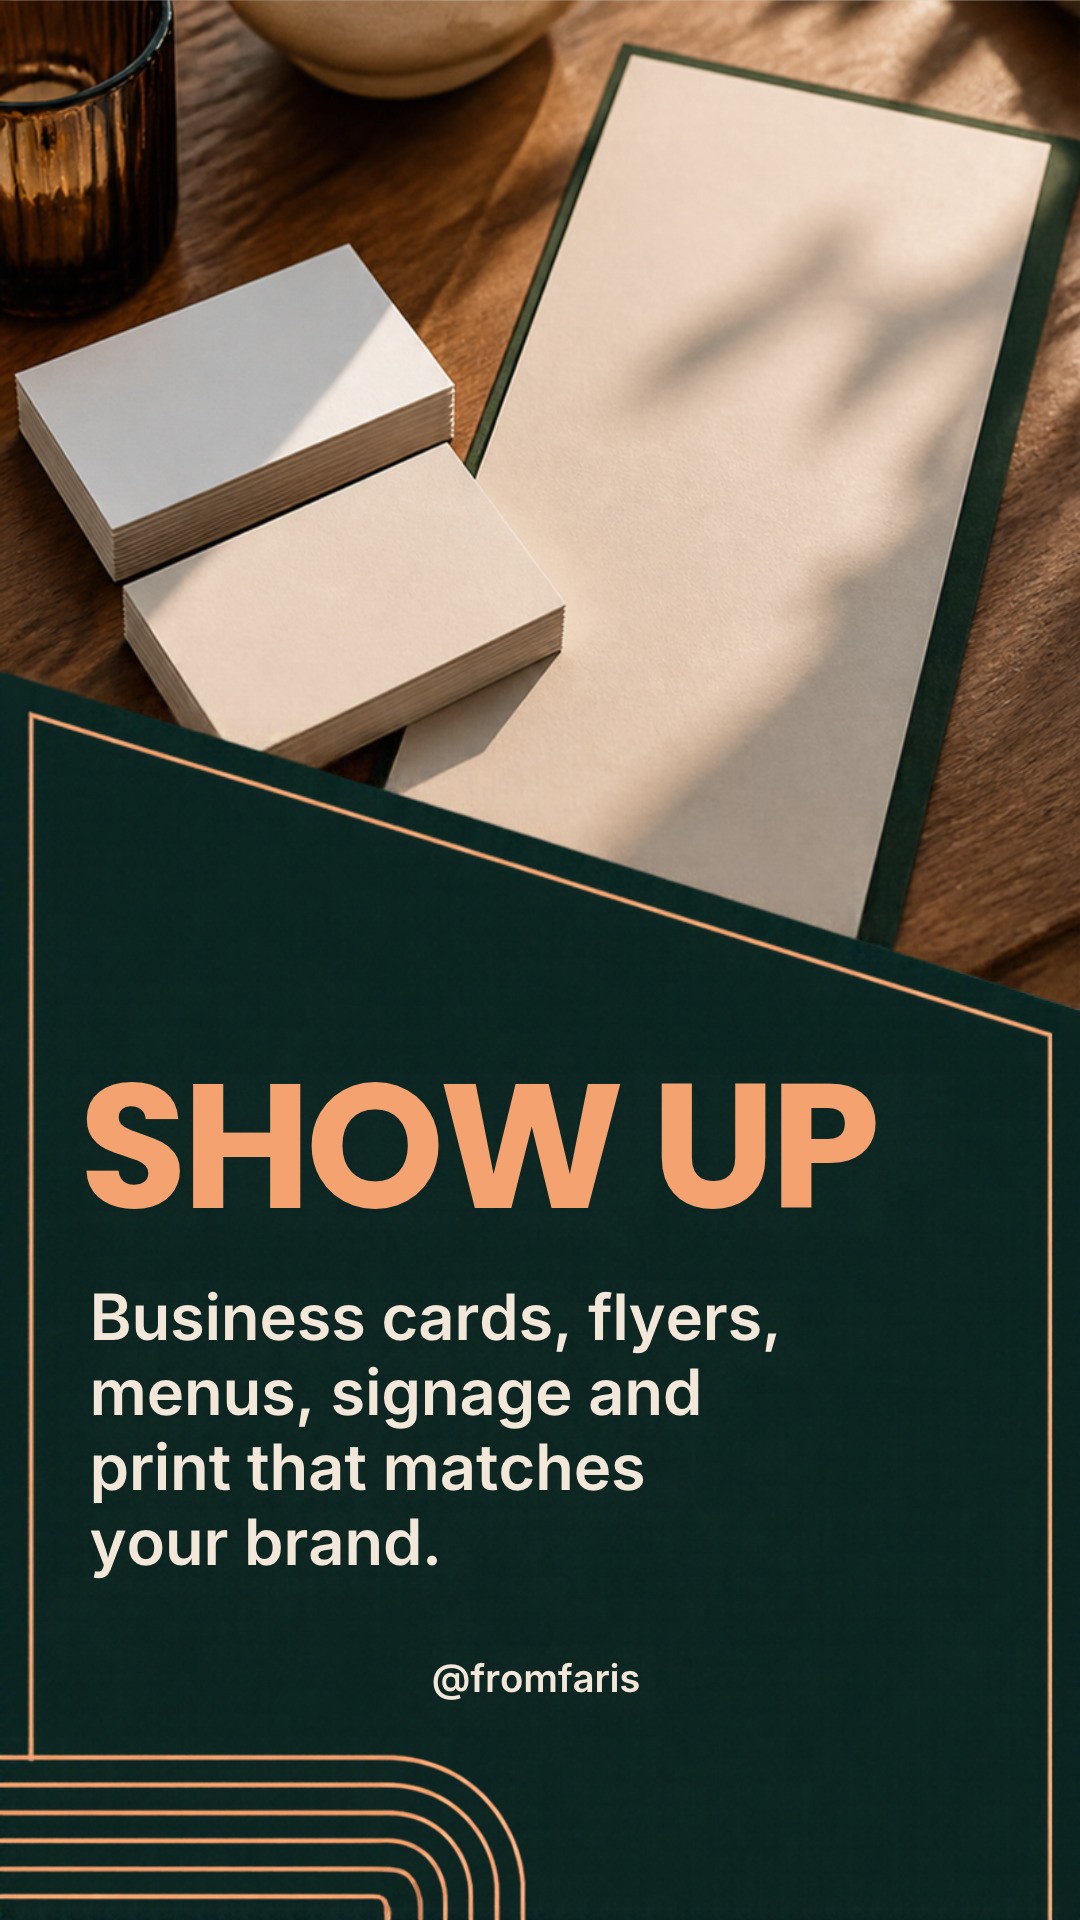 SHOW UP
Business cards, flyers,
menus, signage and
print that matches
your brand.
@fromfaris